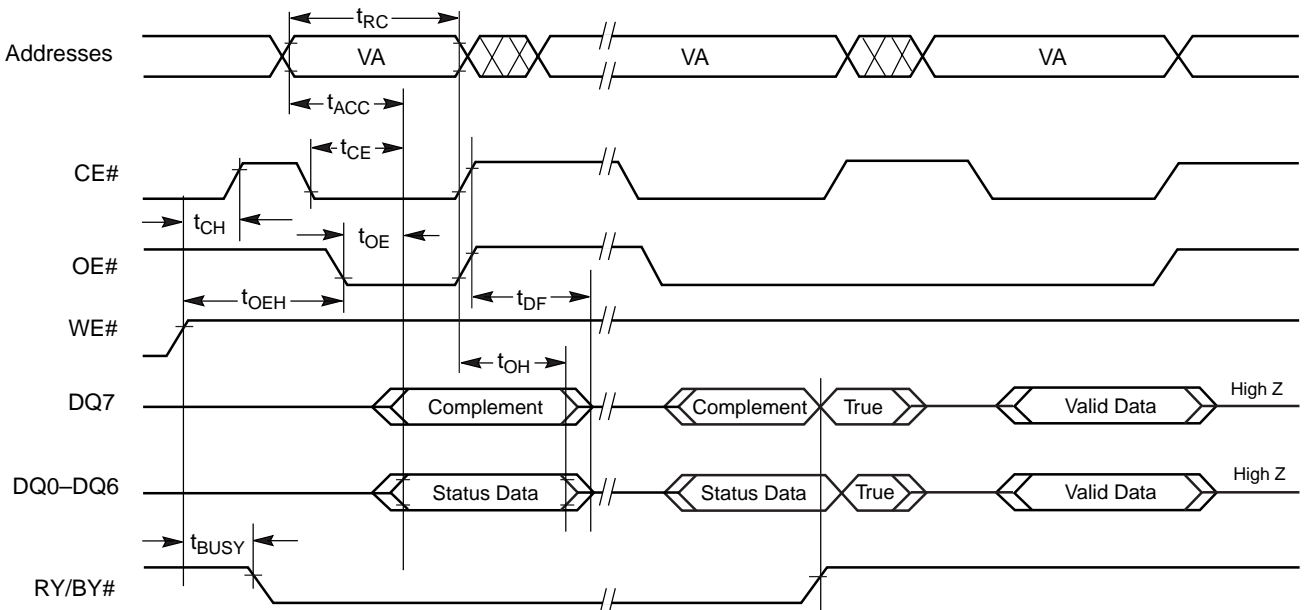 tRC
Addresses VA VA VA
tACC
tCE
CE#
tCH
tOE
OE#
tOEH tDF
WE#
tOH
DQ7 Complement Complement True Valid Data High Z
DQ0–DQ6 Status Data Status Data True Valid Data High Z
tBUSY
RY/BY#